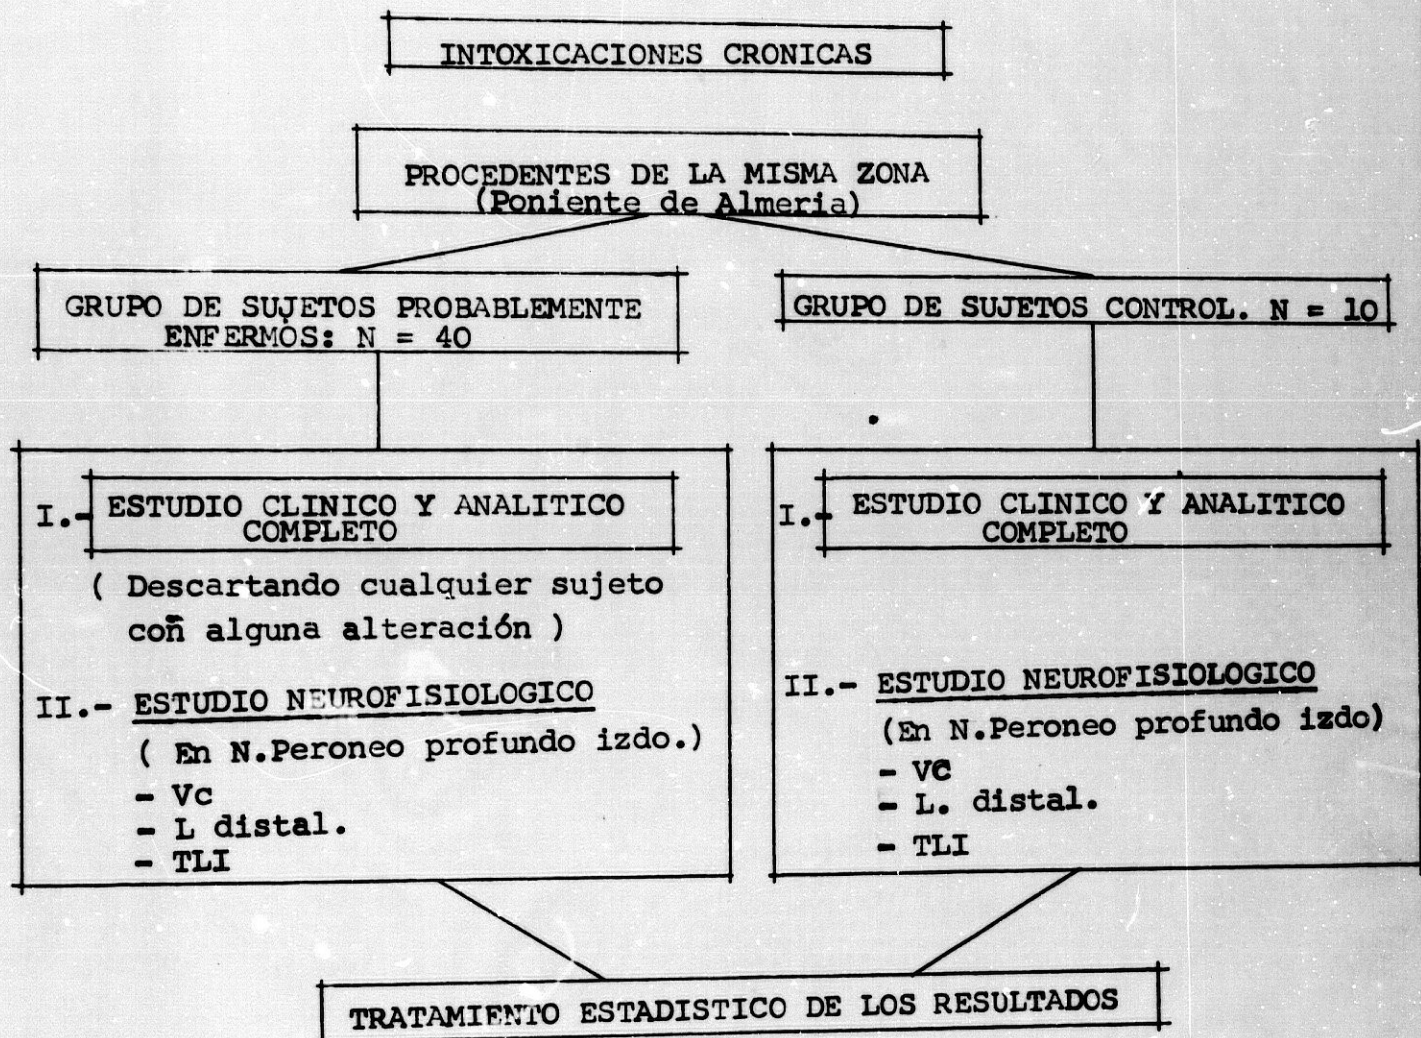 INTOXICACIONES CRONICAS
PROCEDENTES DE LA MISMA ZONA
(Poniente de Almeria)
GRUPO DE SUJETOS PROBABLEMENTE
ENFERMOS: N = 40
GRUPO DE SUJETOS CONTROL. N = 10
I.- ESTUDIO CLINICO Y ANALITICO
COMPLETO
( Descartando cualquier sujeto
con alguna alteración )
II.- ESTUDIO NEUROFISIOLOGICO
( En N.Peroneo profundo izdo.)
- Vc
- L distal.
- TLI
I.- ESTUDIO CLINICO Y ANALITICO
COMPLETO
II.- ESTUDIO NEUROFISIOLOGICO
(En N.Peroneo profundo izdo)
- VC
- L. distal.
- TLI
TRATAMIENTO ESTADISTICO DE LOS RESULTADOS